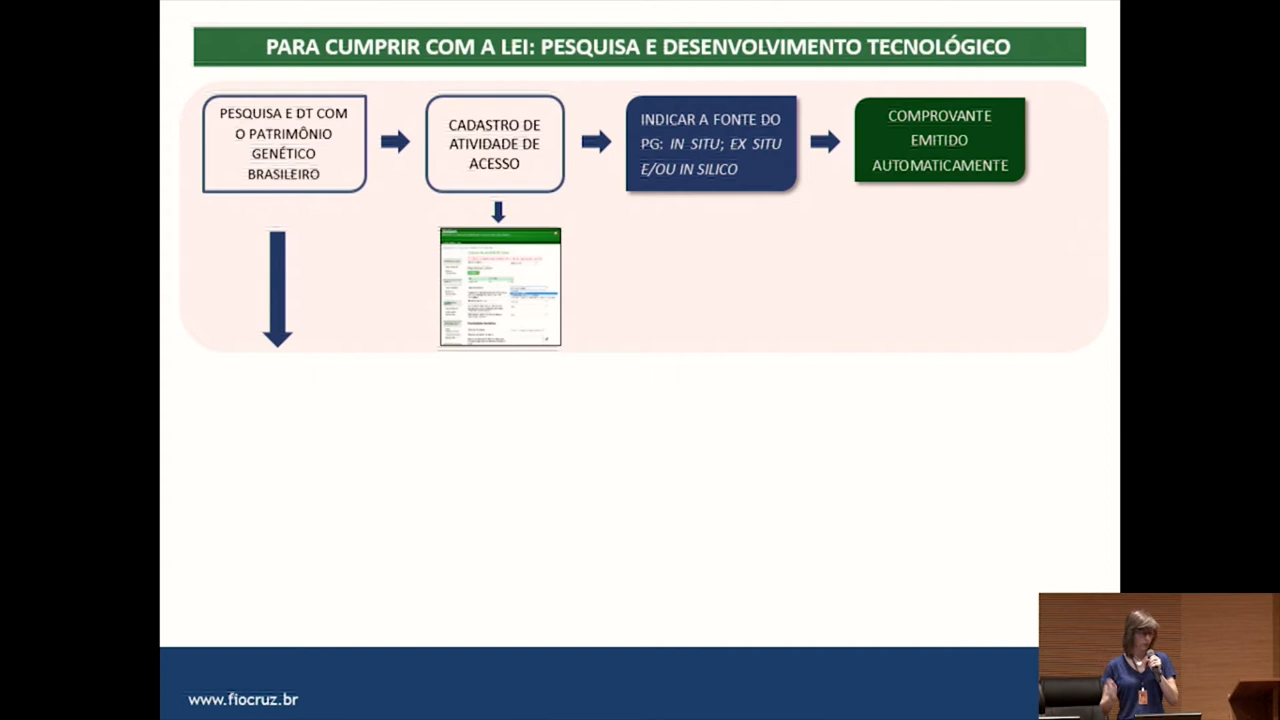 PARA CUMPRIR COM A LEI: PESQUISA E DESENVOLVIMENTO TECNOLÓGICO
PESQUISA E DT COM
O PATRIMÔNIO
GENÉTICO
BRASILEIRO
CADASTRO DE
ATIVIDADE DE
ACESSO
INDICAR A FONTE DO
PG: IN SITU; EX SITU
E/OU IN SILICO
COMPROVANTE
EMITIDO
AUTOMATICAMENTE
www.fiocruz.br